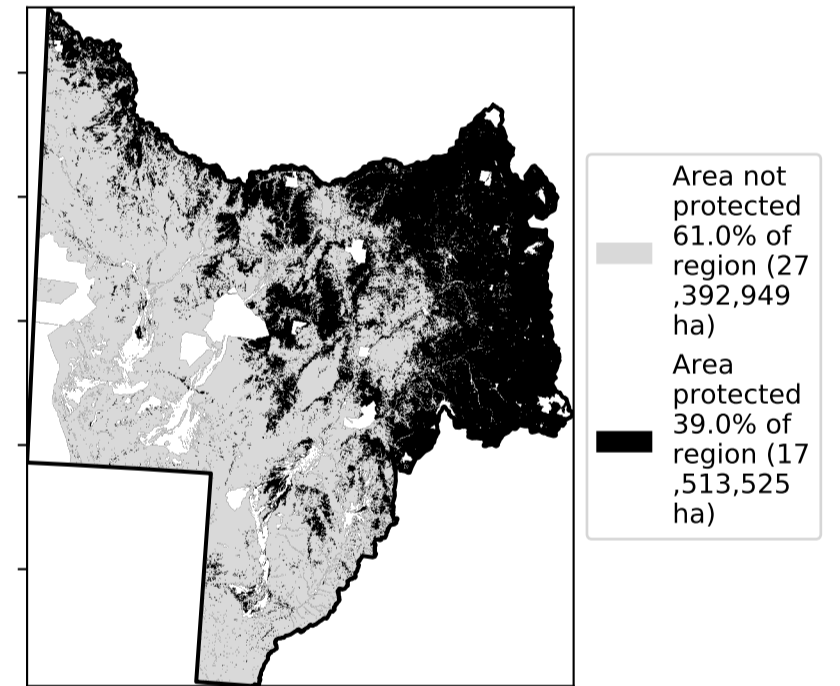 Area not
protected
61.0% of
region (27
,392,949
ha)
Area
protected
39.0% of
region (17
,513,525
ha)